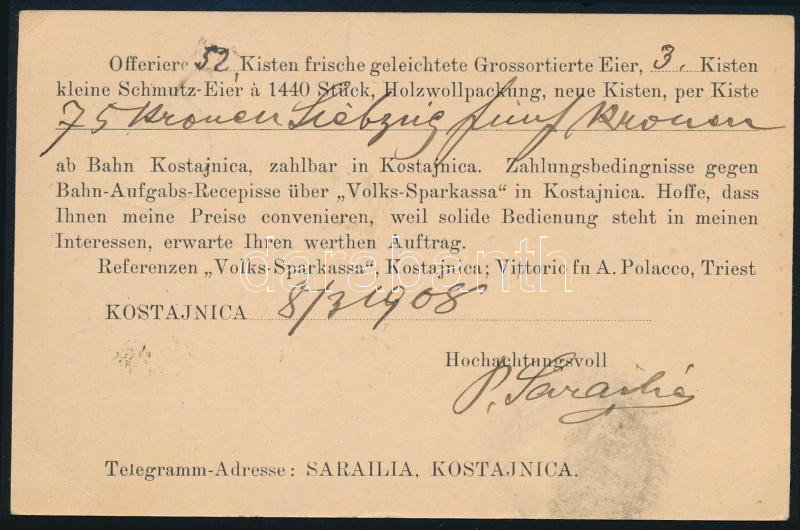 Offeriere 52, Kisten frische geleichtete Grossortierte Eier, 3. Kisten
kleine Schmutz-Eier à 1440 Stück, Holzwollpackung, neue Kisten, per Kiste
75 Kronen Siebzig fünf Kronen
ab Bahn Kostajnica, zahlbar in Kostajnica. Zahlungsbedingnisse gegen
Bahn-Aufgabs-Recepisse über „Volks-Sparkassa“ in Kostajnica. Hoffe, dass
Ihnen meine Preise convenieren, weil solide Bedienung steht in meinen
Interessen, erwarte Ihren werthen Auftrag.
darabanth
Referenzen „Volks-Sparkassa“, Kostajnica; Vittorio fu A. Polacco, Triest
KOSTAJNICA 8/3 1908
Hochachtungsvoll
P. Sarailić
Telegramm-Adresse: SARAILIA, KOSTAJNICA.